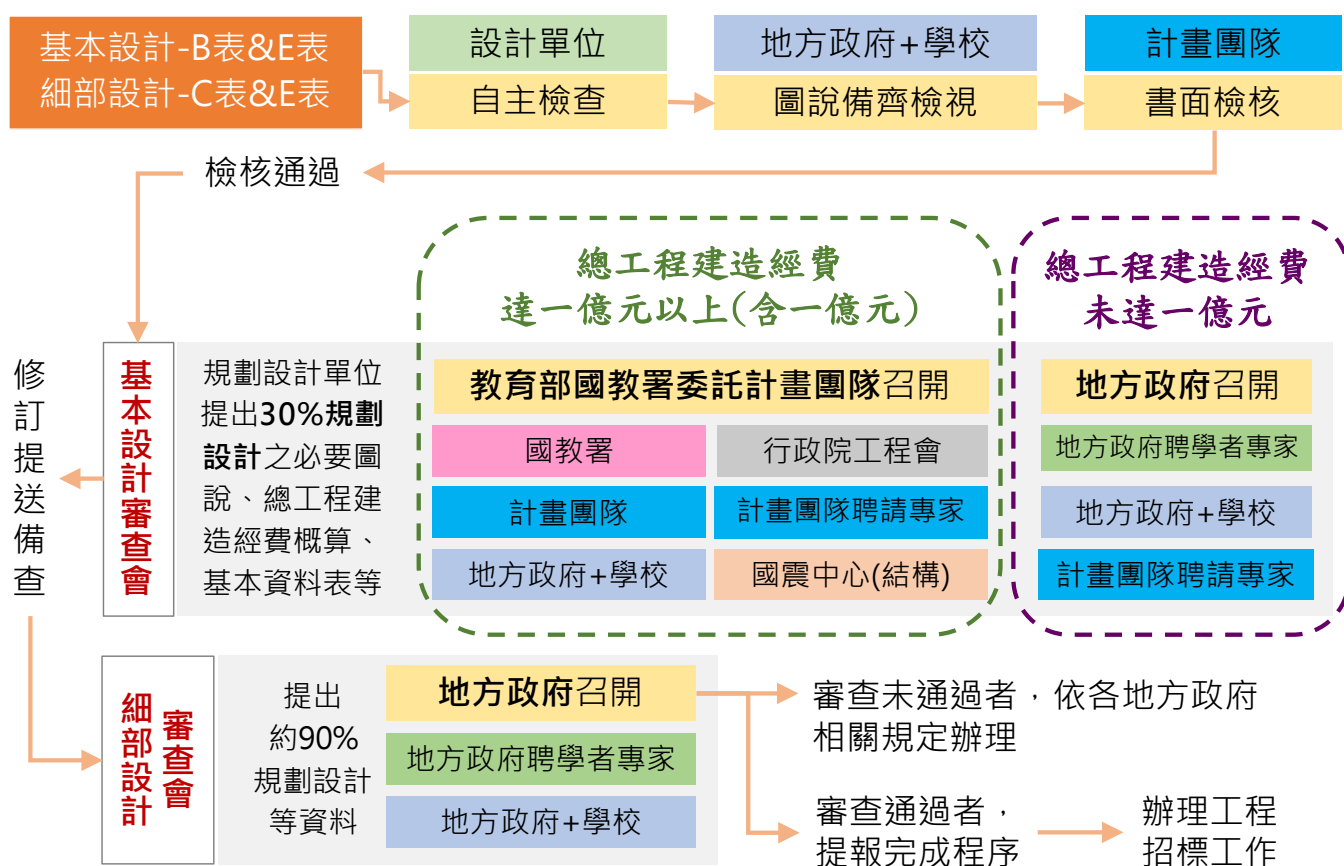 基本設計-B表&E表
細部設計-C表&E表
設計單位
自主檢查
地方政府+學校
圖說備齊檢視
計畫團隊
書面檢核
檢核通過
總工程建造經費
達一億元以上(含一億元)
總工程建造經費
未達一億元
修訂提送備查
基本設計審查會
規劃設計單位
提出30%規劃
設計之必要圖
說、總工程建
造經費概算、
基本資料表等
教育部國教署委託計畫團隊召開
國教署
行政院工程會
計畫團隊
計畫團隊聘請專家
地方政府+學校
國震中心(結構)
地方政府召開
地方政府聘學者專家
地方政府+學校
計畫團隊聘請專家
細部設計
審查會
提出
約90%
規劃設計
等資料
地方政府召開
地方政府聘學者專家
地方政府+學校
審查未通過者，依各地方政府
相關規定辦理
審查通過者，
提報完成程序
辦理工程
招標工作